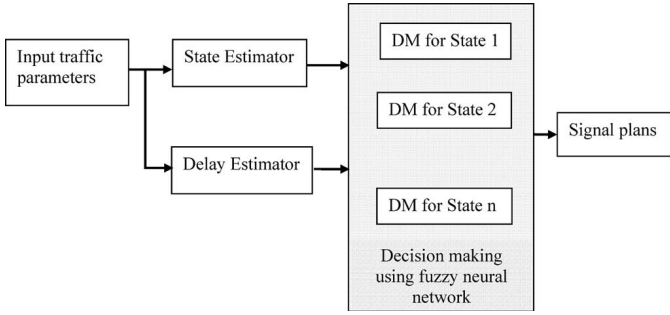 Input traffic
parameters
State Estimator
Delay Estimator
DM for State 1
DM for State 2
DM for State n
Decision making
using fuzzy neural
network
Signal plans